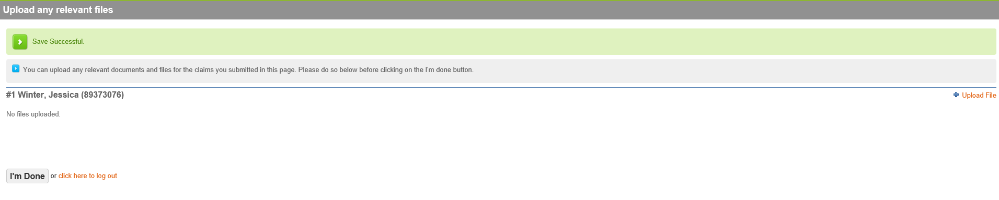 Upload any relevant files
Save Successful.
You can upload any relevant documents and files for the claims you submitted in this page. Please do so below before clicking on the I'm done button.
#1 Winter, Jessica (89373076)
Upload File
No files uploaded.
I'm Done or click here to log out